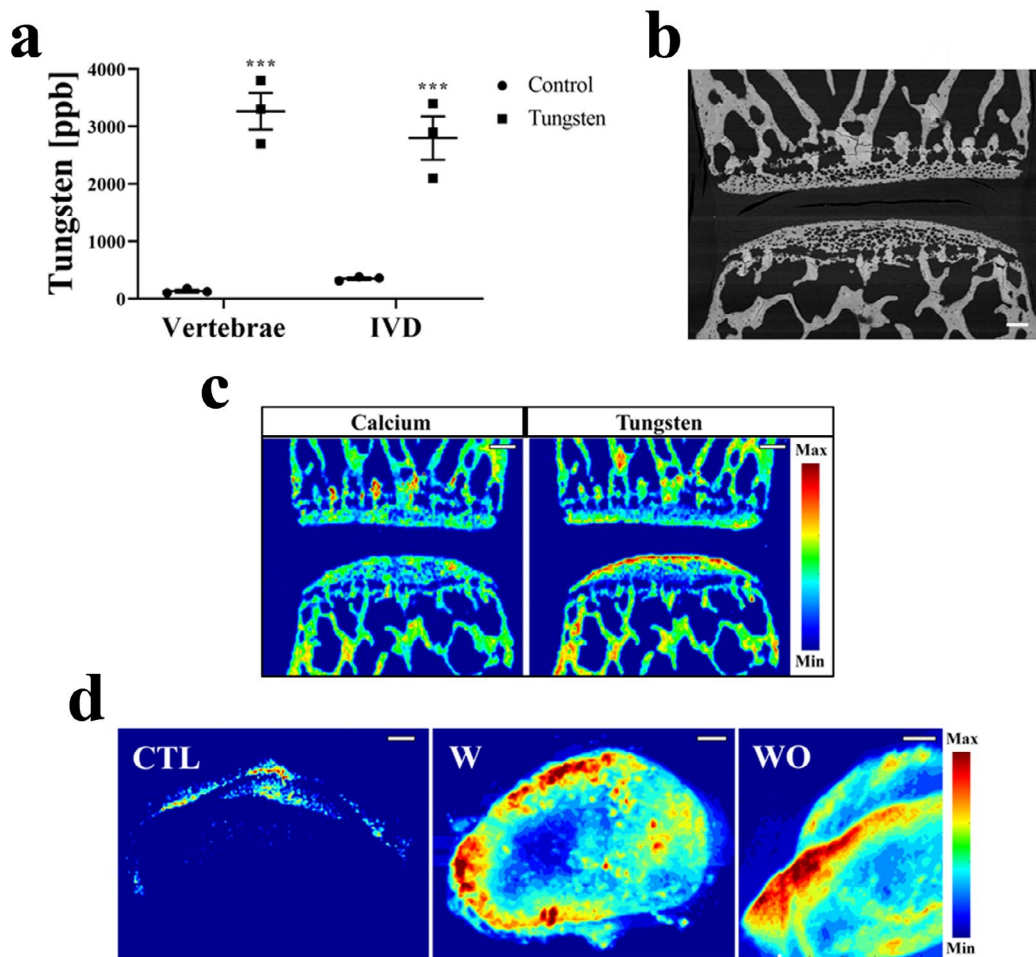 a
Tungsten [ppb]
4000
3000
2000
1000
0
***
***
Control
Tungsten
Vertebrae IVD
b
c
Calcium Tungsten
Max
Min
d
CTL W WO
Max
Min